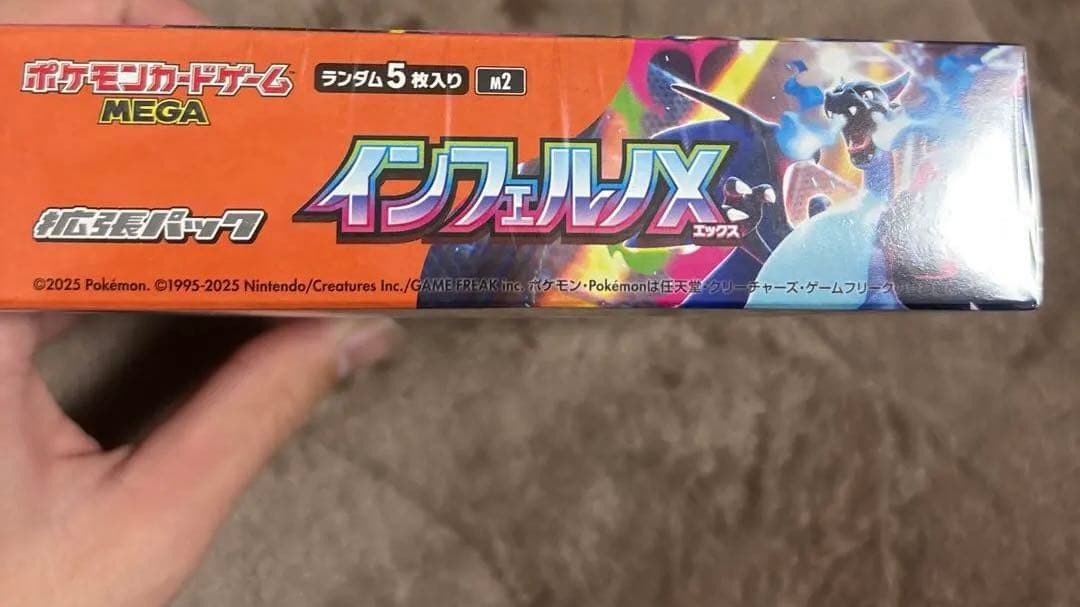 ポケモンカードゲーム
MEGA
ランダム5枚入り
M2
インフェルノX
エックス
拡張パック
©2025 Pokémon. ©1995-2025 Nintendo/Creatures Inc./GAME FREAK inc. ポケモン・Pokémonは任天堂・クリーチャーズ・ゲームフリーク